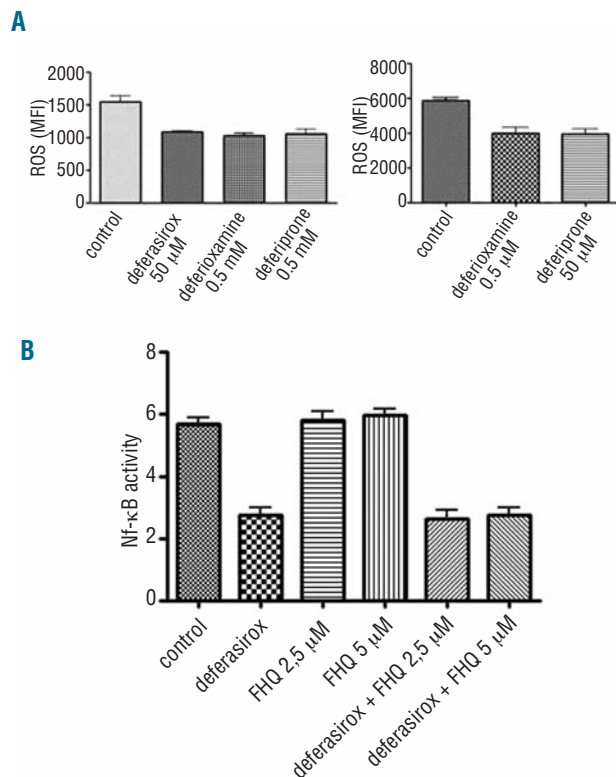 A
ROS (MFI)
2000
1500
1000
500
0
control
deferasirox
50 μM
deferioxamine
0.5 mM
deferiprone
0.5 mM
ROS (MFI)
8000
6000
4000
2000
0
control
deferioxamine
0.5 μM
deferiprone
50 μM
B
Nf-κB activity
8
6
4
2
0
control
deferasirox
FHQ 2,5 μM
FHQ 5 μM
deferasirox + FHQ 2,5 μM
deferasirox + FHQ 5 μM